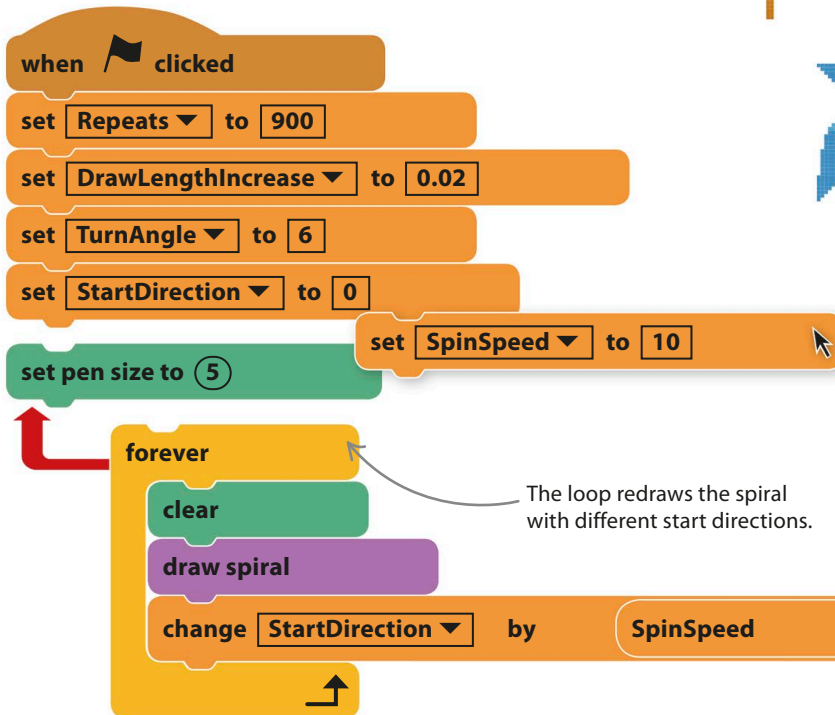 when clicked
set Repeats to 900
set DrawLengthIncrease to 0.02
set TurnAngle to 6
set StartDirection to 0
set SpinSpeed to 10
set pen size to 5
forever
The loop redraws the spiral
with different start directions.
clear
draw spiral
change StartDirection by SpinSpeed